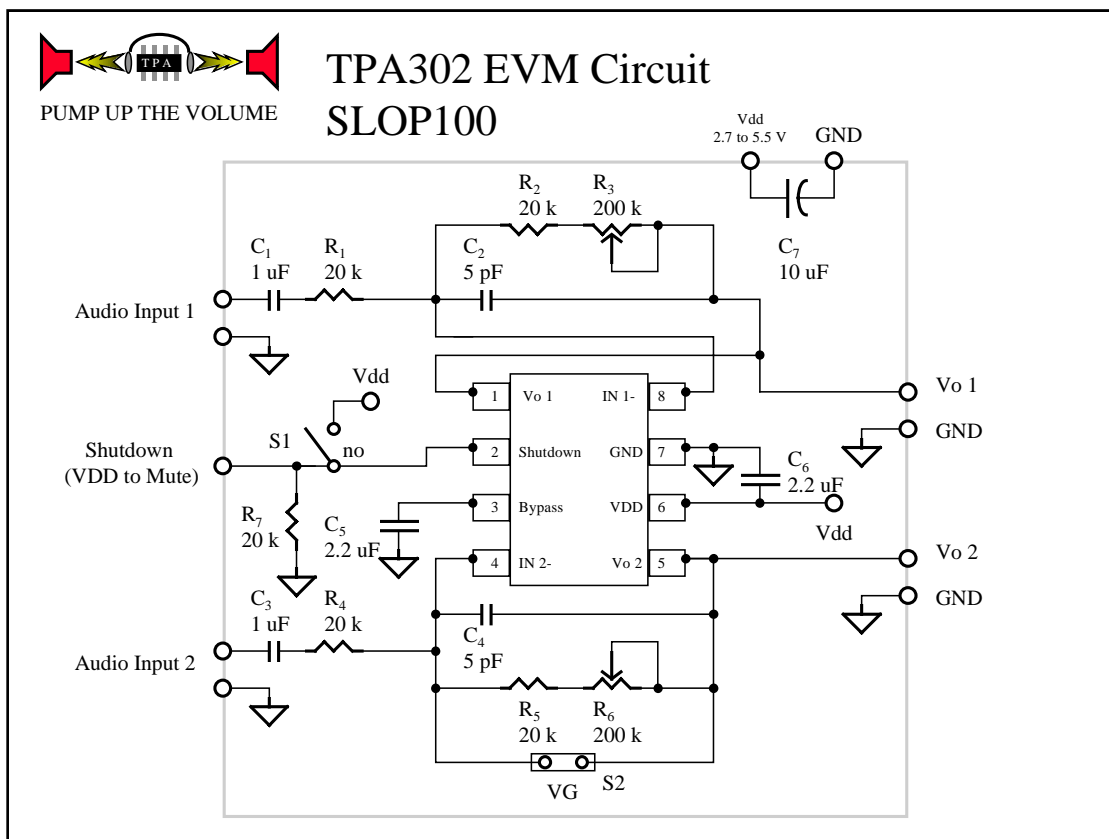 TPA
PUMP UP THE VOLUME
TPA302 EVM Circuit
SLOP100
Vdd
2.7 to 5.5 V
GND
R2
20 k
R3
200 k
C1
1 uF
R1
20 k
C2
5 pF
C7
10 uF
Audio Input 1
Vdd
1
Vo 1
IN 1-
8
Vo 1
GND
S1
no
Shutdown
(VDD to Mute)
2
Shutdown
GND
7
C6
2.2 uF
R7
20 k
C5
2.2 uF
3
Bypass
VDD
6
Vdd
4
IN 2-
Vo 2
5
Vo 2
GND
C3
1 uF
R4
20 k
C4
5 pF
Audio Input 2
R5
20 k
R6
200 k
VG
S2